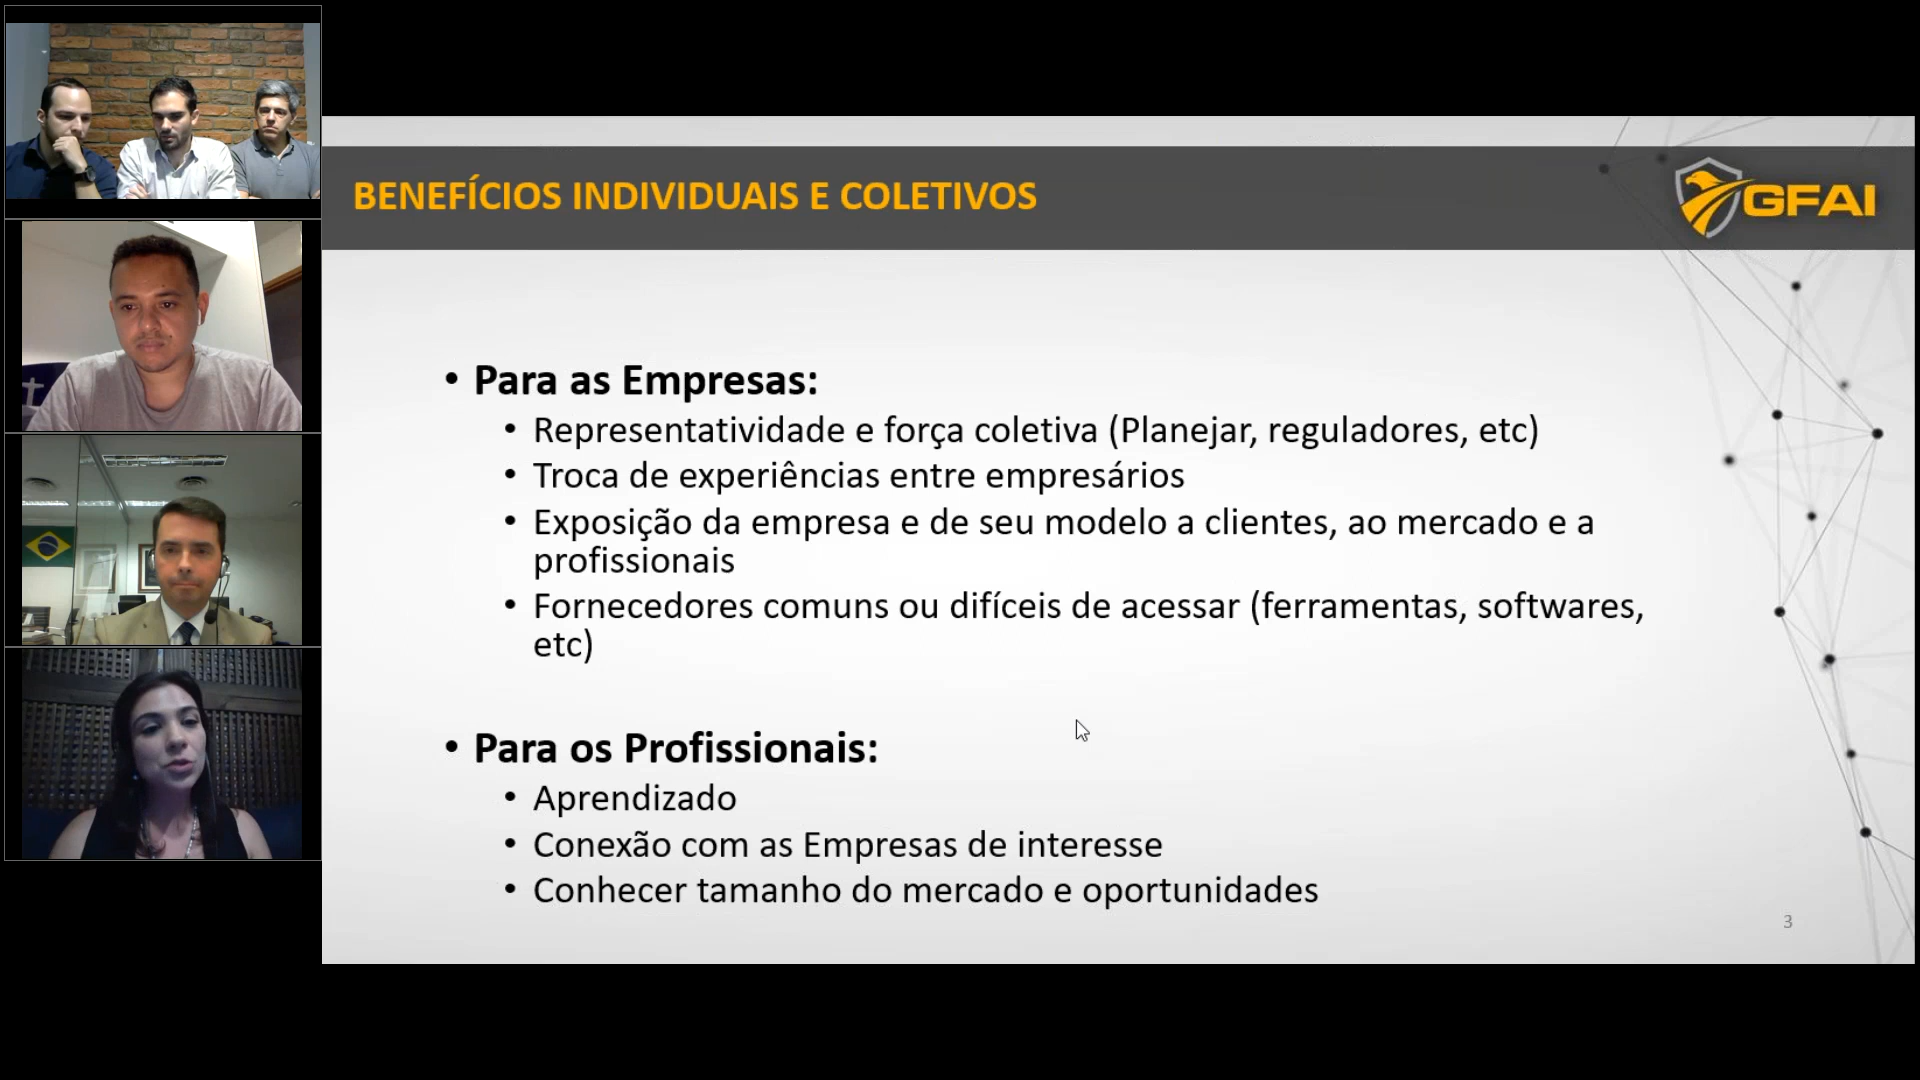 BENEFÍCIOS INDIVIDUAIS E COLETIVOS
GFAI
• Para as Empresas:
• Representatividade e força coletiva (Planejar, reguladores, etc)
• Troca de experiências entre empresários
• Exposição da empresa e de seu modelo a clientes, ao mercado e a
profissionais
• Fornecedores comuns ou difíceis de acessar (ferramentas, softwares,
etc)
• Para os Profissionais:
• Aprendizado
• Conexão com as Empresas de interesse
• Conhecer tamanho do mercado e oportunidades
3